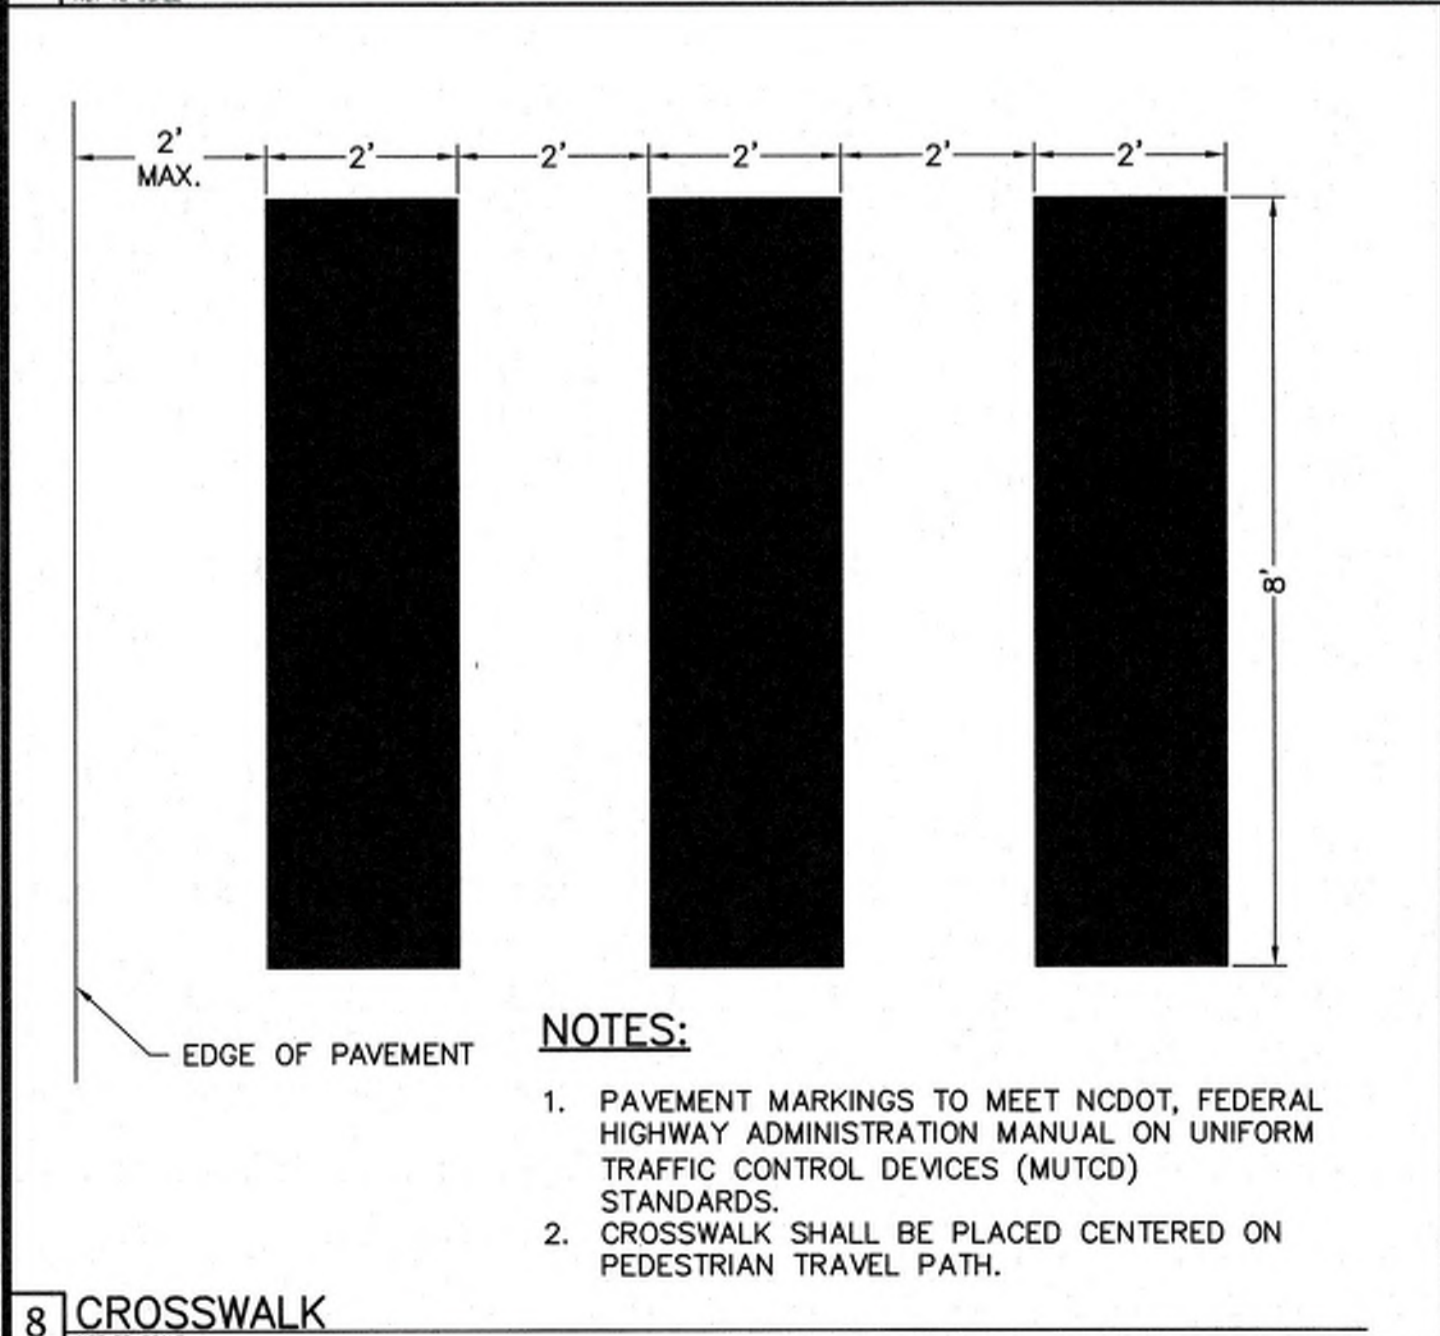 2' 2' 2' 2' 2' 2'
MAX.
8'
EDGE OF PAVEMENT
NOTES:
1. PAVEMENT MARKINGS TO MEET NCDOT, FEDERAL
HIGHWAY ADMINISTRATION MANUAL ON UNIFORM
TRAFFIC CONTROL DEVICES (MUTCD)
STANDARDS.
2. CROSSWALK SHALL BE PLACED CENTERED ON
PEDESTRIAN TRAVEL PATH.
8 CROSSWALK